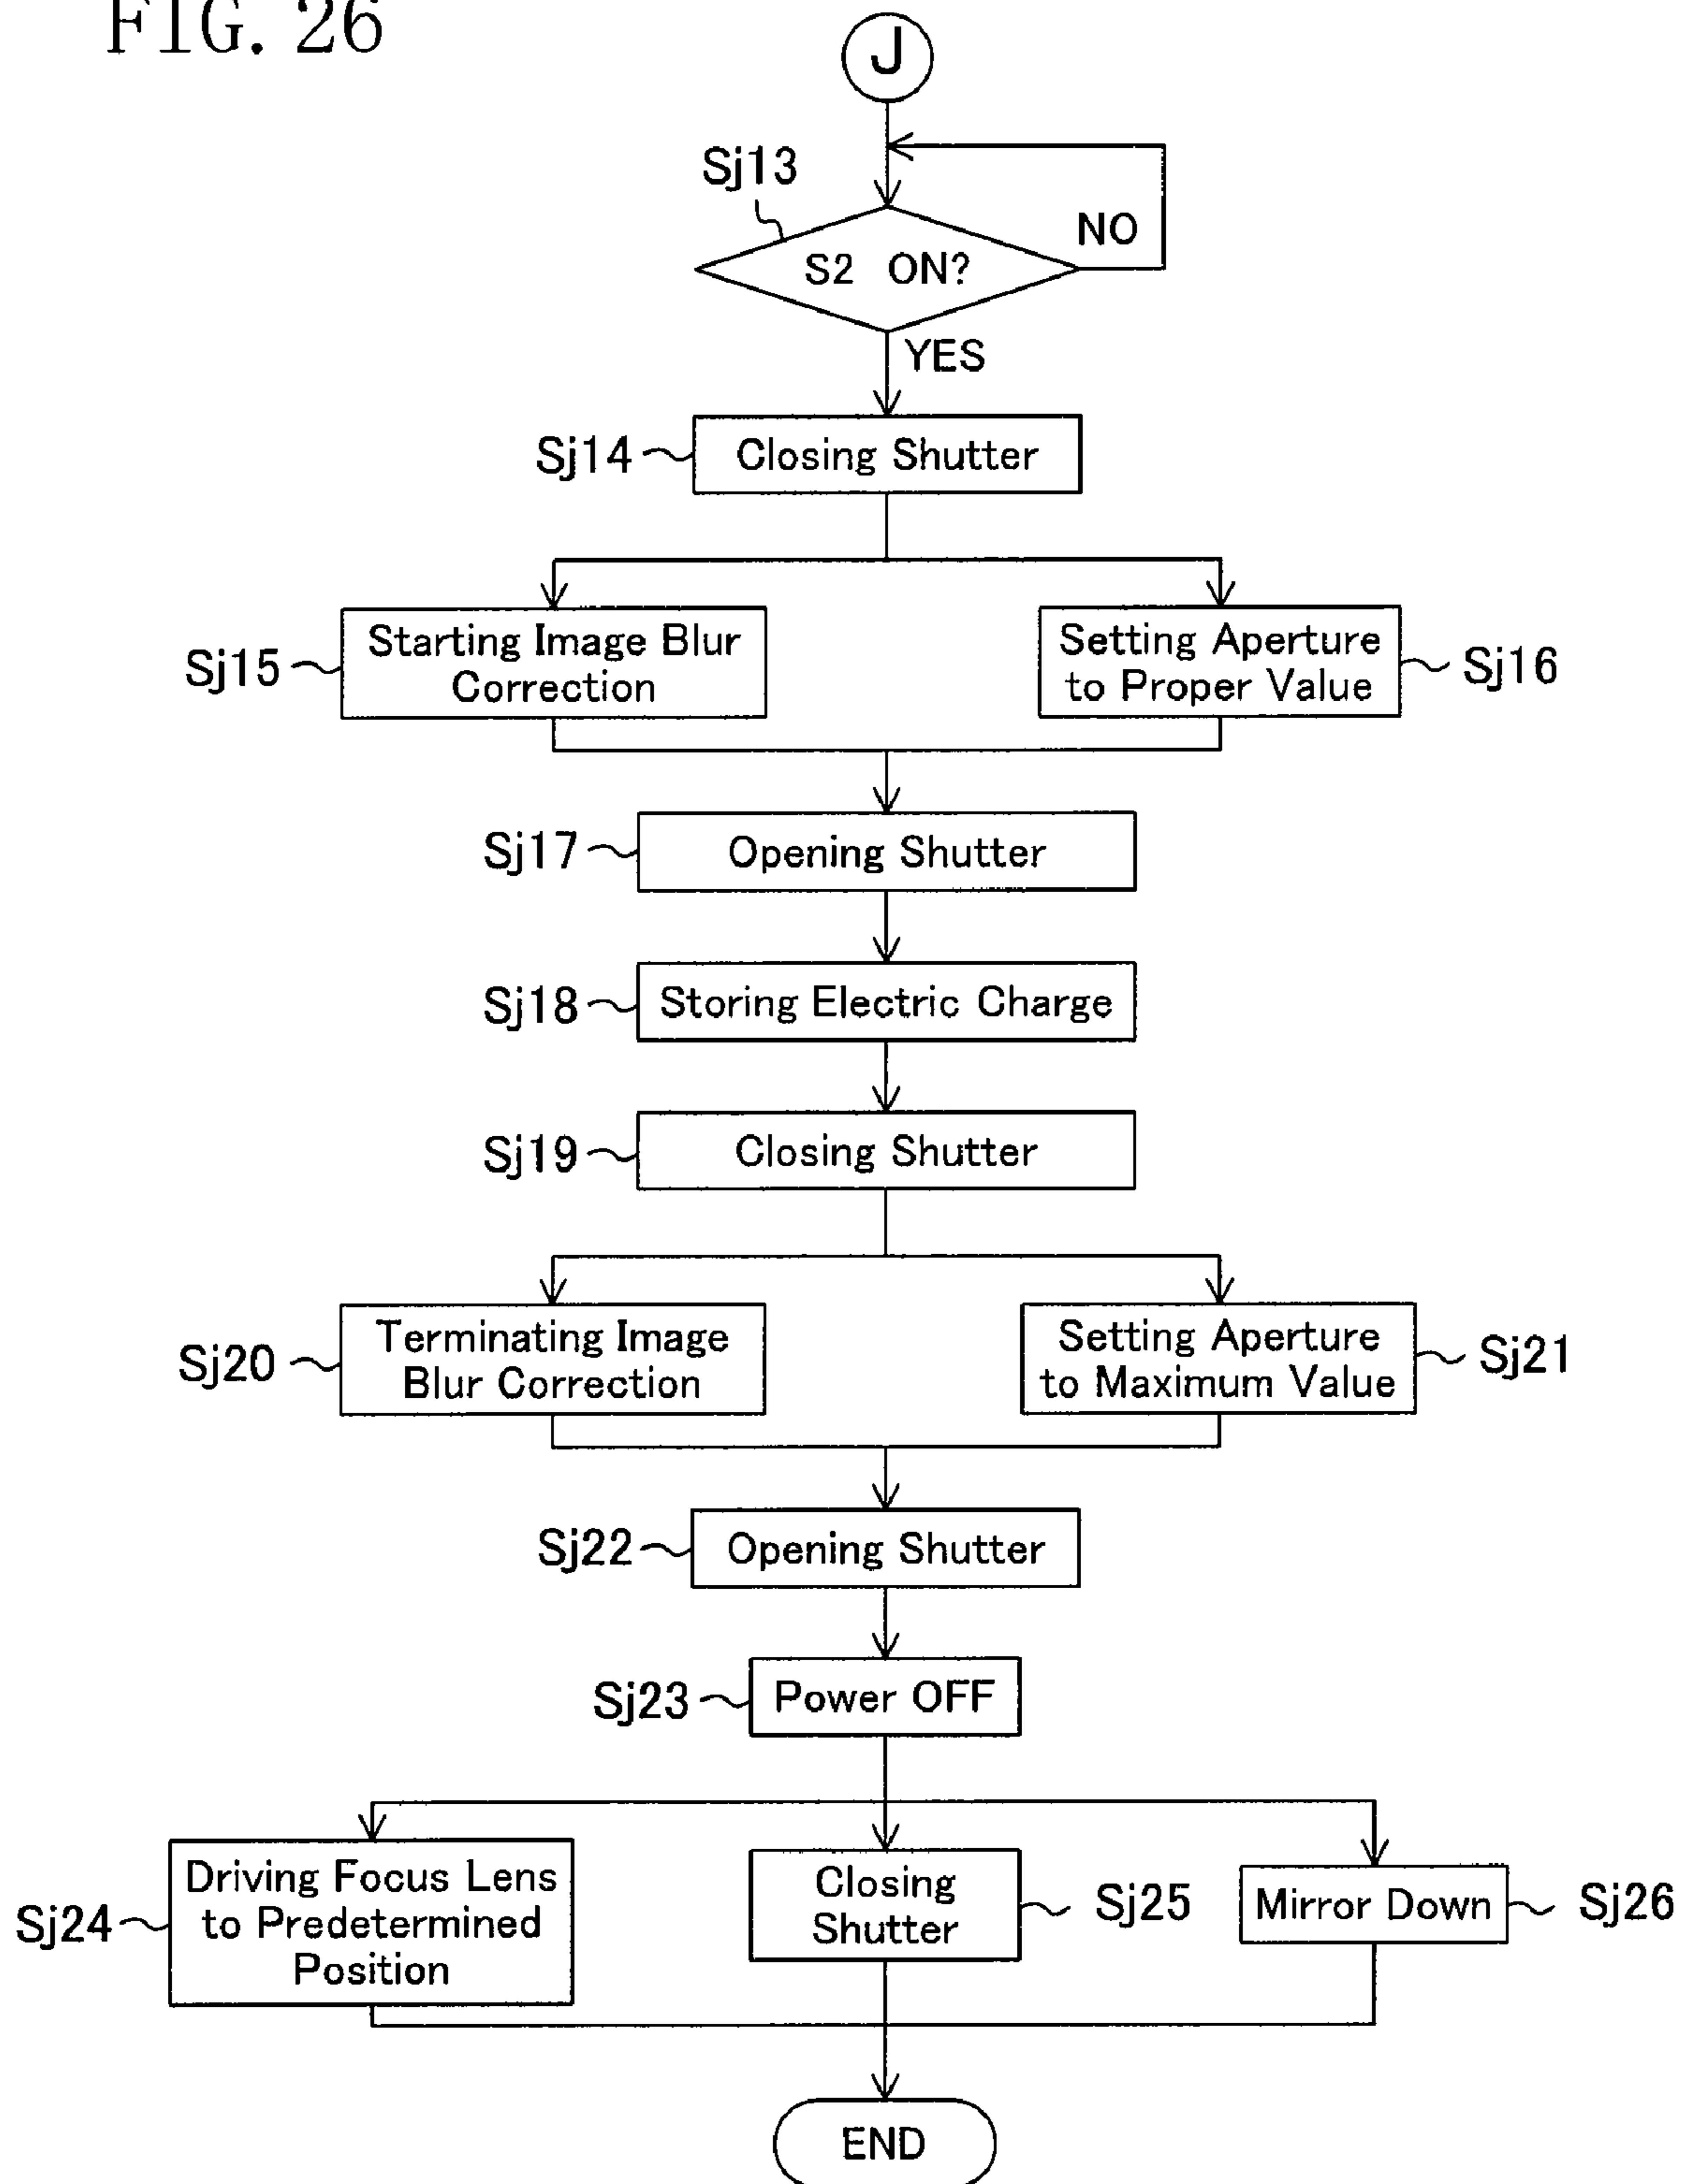 FIG. 26
J
Sj13
NO
S2 ON?
YES
Sj14
Closing Shutter
Sj15
Starting Image Blur
Correction
Setting Aperture
to Proper Value
Sj16
Sj17
Opening Shutter
Sj18
Storing Electric Charge
Sj19
Closing Shutter
Sj20
Terminating Image
Blur Correction
Setting Aperture
to Maximum Value
Sj21
Sj22
Opening Shutter
Sj23
Power OFF
Sj24
Driving Focus Lens
to Predetermined
Position
Closing
Shutter
Sj25
Mirror Down
Sj26
END